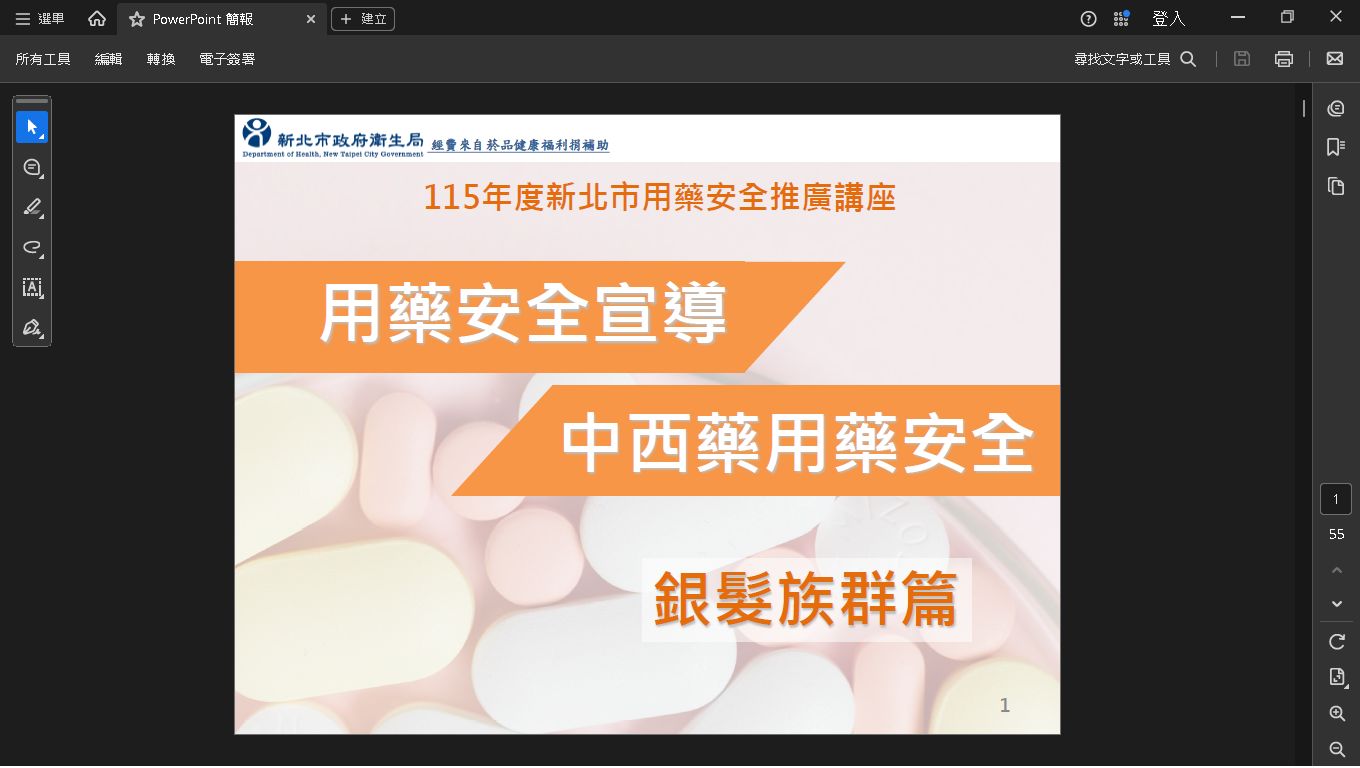 選單
PowerPoint 簡報
建立
登入
所有工具
編輯
轉換
電子簽署
尋找文字或工具
新北市政府衛生局
Department of Health, New Taipei City Government
經費來自菸品健康福利捐補助
115年度新北市用藥安全推廣講座
用藥安全宣導
中西藥用藥安全
銀髮族群篇
1
1
55